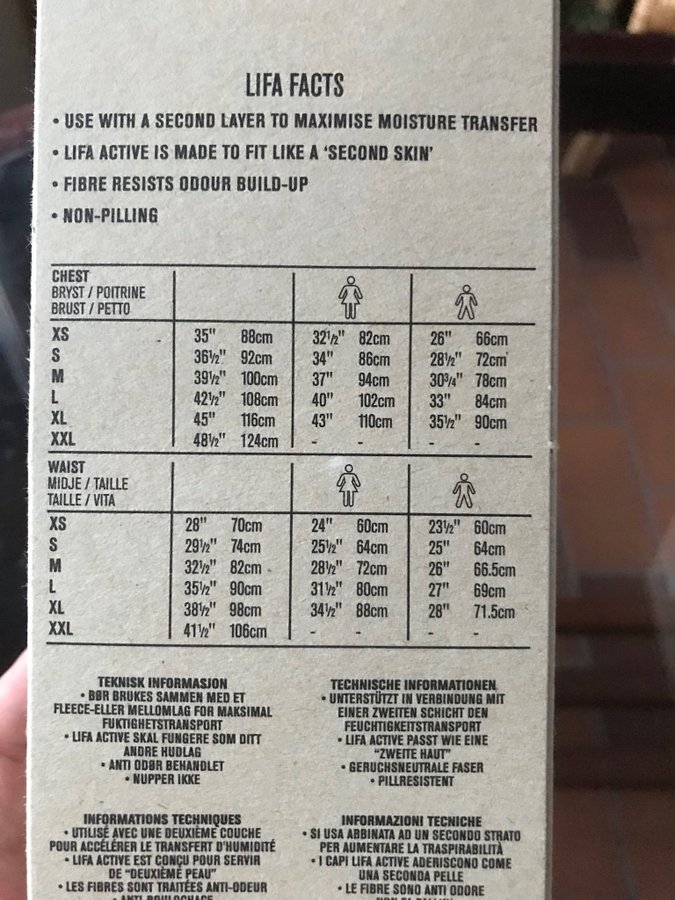 LIFA FACTS
• USE WITH A SECOND LAYER TO MAXIMISE MOISTURE TRANSFER
• LIFA ACTIVE IS MADE TO FIT LIKE A 'SECOND SKIN'
• FIBRE RESISTS ODOUR BUILD-UP
• NON-PILLING
CHEST
BRYST / POITRINE
BRUST / PETTO
XS 35" 88cm 32½" 82cm 26" 66cm
S 36½" 92cm 34" 86cm 28½" 72cm
M 39½" 100cm 37" 94cm 30¾" 78cm
L 42½" 108cm 40" 102cm 33" 84cm
XL 45" 116cm 43" 110cm 35½" 90cm
XXL 48½" 124cm - - - -
WAIST
MIDJE / TAILLE
TAILLE / VITA
XS 28" 70cm 24" 60cm 23½" 60cm
S 29½" 74cm 25½" 64cm 25" 64cm
M 32½" 82cm 28½" 72cm 26" 66.5cm
L 35½" 90cm 31½" 80cm 27" 69cm
XL 38½" 98cm 34½" 88cm 28" 71.5cm
XXL 41½" 106cm - - - -
TEKNISK INFORMASJON
• BØR BRUKES SAMMEN MED ET
FLEECE-ELLER MELLOMLAG FOR MAKSIMAL
FUKTIGHETSTRANSPORT
• LIFA ACTIVE SKAL FUNGERE SOM DITT
ANDRE HUDLAG
• ANTI ODØR BEHANDLET
• NUPPER IKKE
TECHNISCHE INFORMATIONEN
• UNTERSTÜTZT IN VERBINDUNG MIT
EINER ZWEITEN SCHICHT DEN
FEUCHTIGKEITSTRANSPORT
• LIFA ACTIVE PASST WIE EINE
"ZWEITE HAUT"
• GERUCHSNEUTRALE FASER
• PILLRESISTENT
INFORMATIONS TECHNIQUES
• UTILISÉ AVEC UNE DEUXIÈME COUCHE
POUR ACCÉLÉRER LE TRANSFERT D'HUMIDITÉ
• LIFA ACTIVE EST CONÇU POUR SERVIR
DE "DEUXIÈME PEAU"
• LES FIBRES SONT TRAITÉES ANTI-ODEUR
INFORMAZIONI TECNICHE
• SI USA ABBINATA AD UN SECONDO STRATO
PER AUMENTARE LA TRASPIRABILITÀ
• I CAPI LIFA ACTIVE ADERISCONO COME
UNA SECONDA PELLE
• LE FIBRE SONO ANTI ODORE